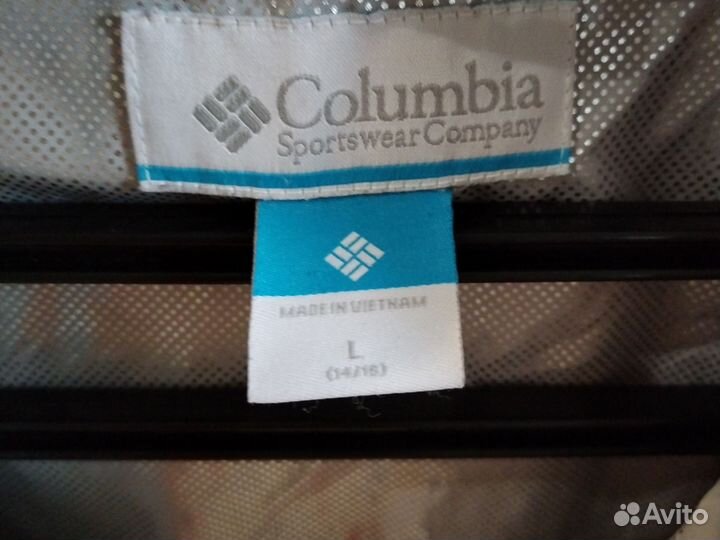 Columbia
Sportswear Company
MADE IN VIETNAM
L
(14/16)
Avito